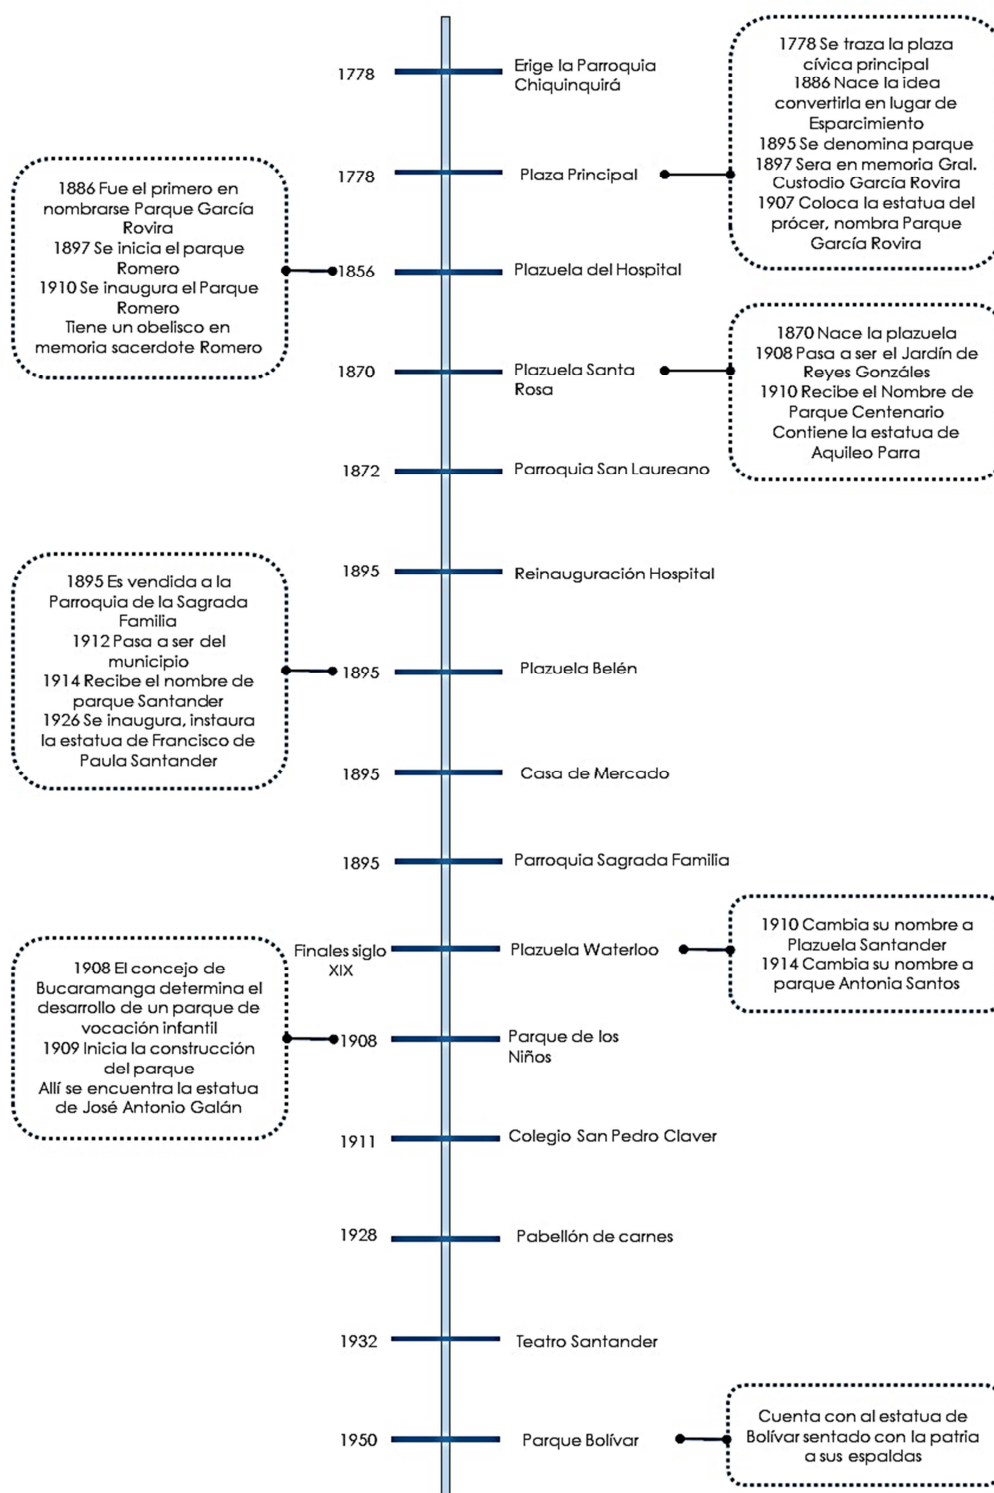 1778
Erige la Parroquia
Chiquinquirá
1778 Se traza la plaza
cívica principal
1886 Nace la idea
convertirla en lugar de
Esparcimiento
1895 Se denomina parque
1897 Sera en memoria Gral.
Custodio García Rovira
1907 Coloca la estatua del
prócer, nombra Parque
García Rovira
1778
Plaza Principal
1886 Fue el primero en
nombrarse Parque García
Rovira
1897 Se inicia el parque
Romero
1910 Se inaugura el Parque
Romero
Tiene un obelisco en
memoria sacerdote Romero
1856
Plazuela del Hospital
1870
Plazuela Santa
Rosa
1870 Nace la plazuela
1908 Pasa a ser el Jardín de
Reyes Gonzáles
1910 Recibe el Nombre de
Parque Centenario
Contiene la estatua de
Aquileo Parra
1872
Parroquia San Laureano
1895
Reinauguración Hospital
1895 Es vendida a la
Parroquia de la Sagrada
Familia
1912 Pasa a ser del
municipio
1914 Recibe el nombre de
parque Santander
1926 Se inaugura, instaura
la estatua de Francisco de
Paula Santander
1895
Plazuela Belén
1895
Casa de Mercado
1895
Parroquia Sagrada Familia
Finales siglo
XIX
Plazuela Waterloo
1910 Cambia su nombre a
Plazuela Santander
1914 Cambia su nombre a
parque Antonia Santos
1908 El concejo de
Bucaramanga determina el
desarrollo de un parque de
vocación infantil
1909 Inicia la construcción
del parque
Allí se encuentra la estatua
de José Antonio Galán
1908
Parque de los
Niños
1911
Colegio San Pedro Claver
1928
Pabellón de carnes
1932
Teatro Santander
1950
Parque Bolívar
Cuenta con al estatua de
Bolívar sentado con la patria
a sus espaldas